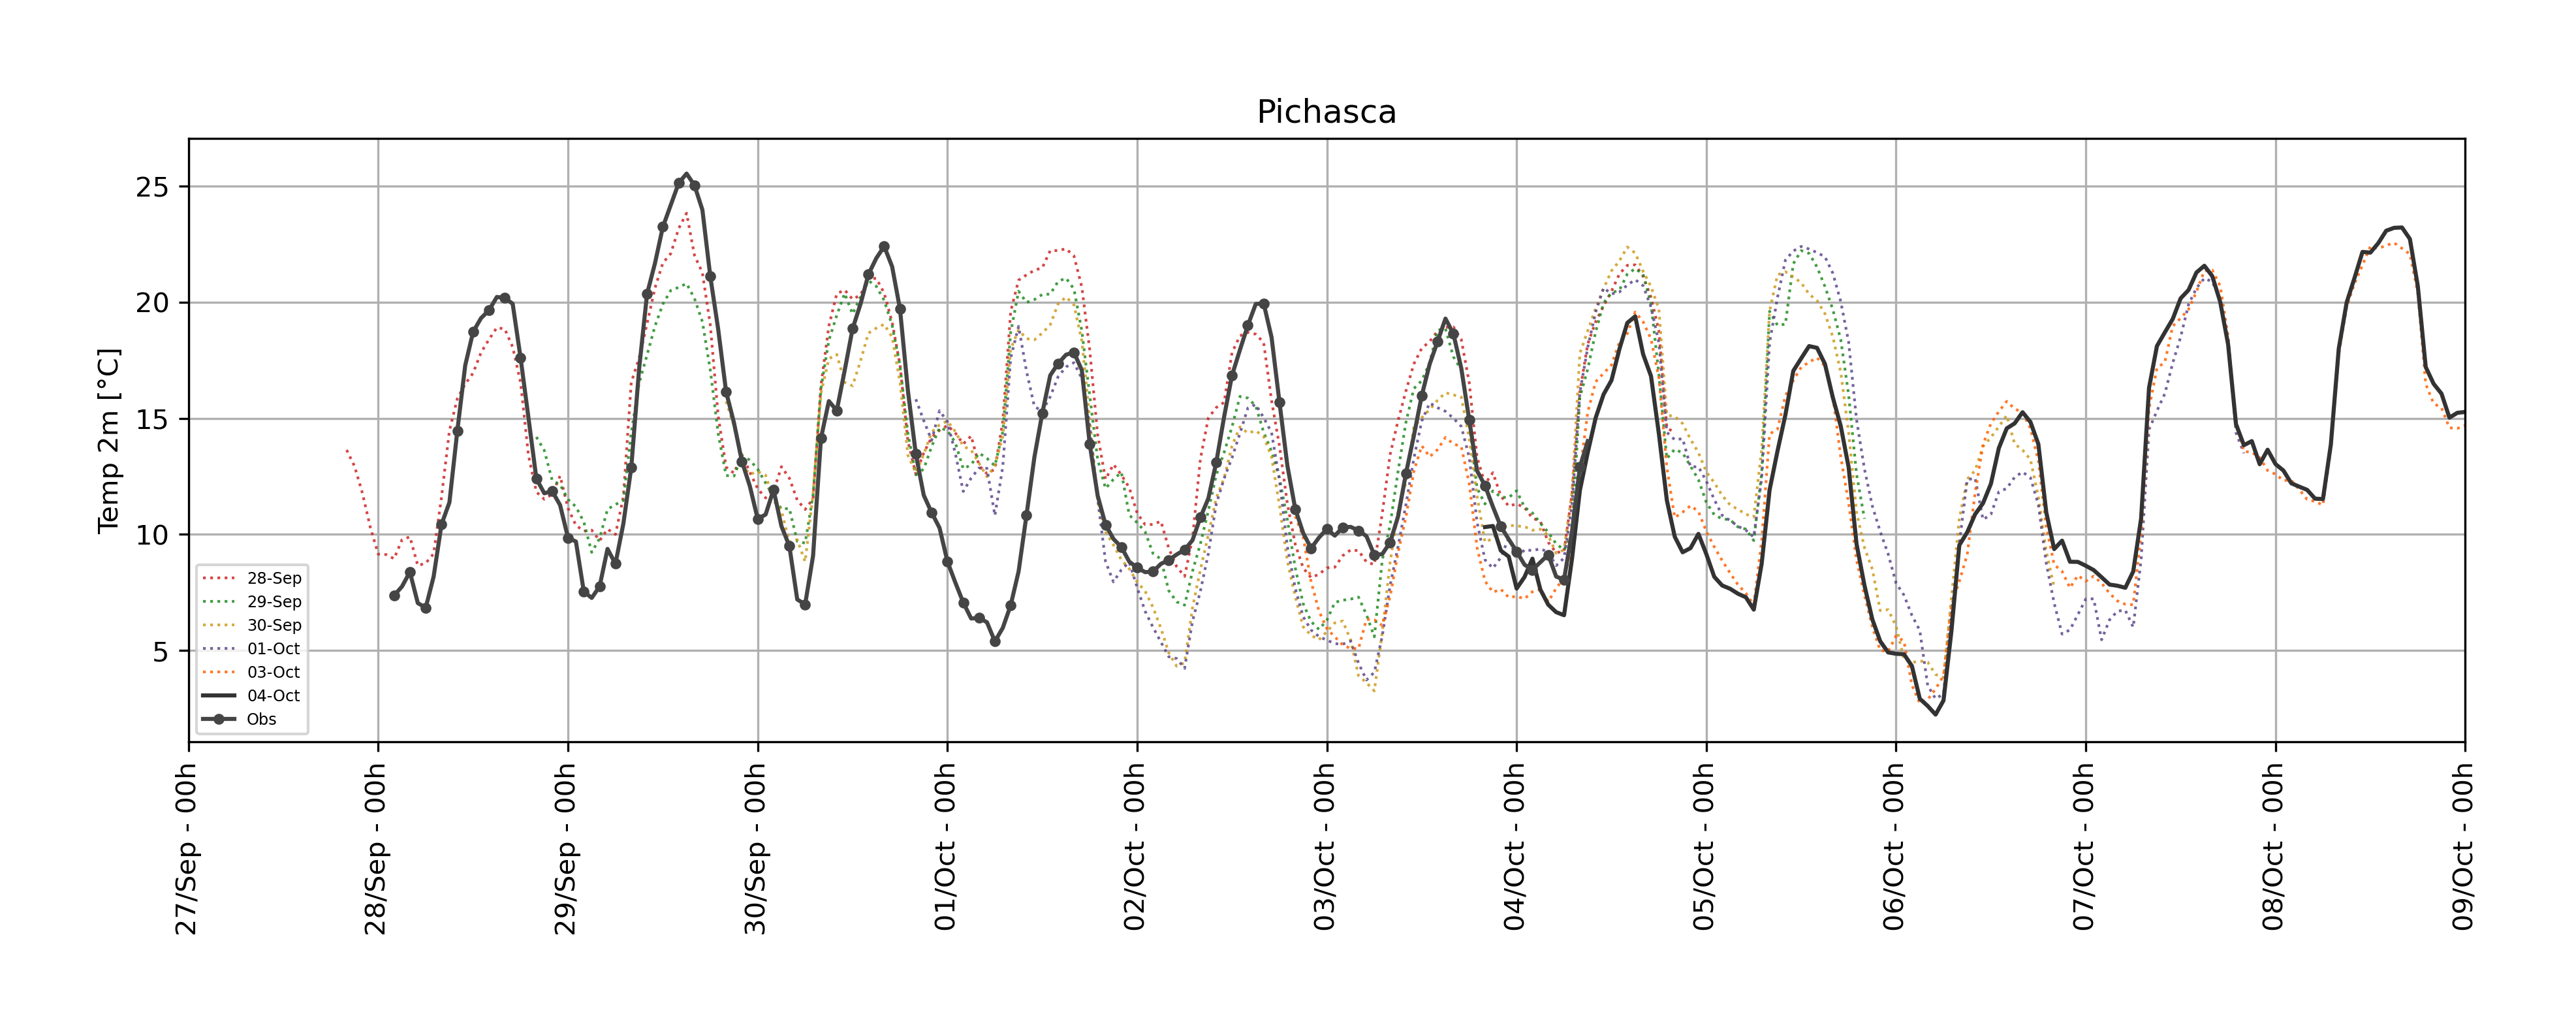 Pichasca
Temp 2m [°C]
25
20
15
10
5
28-Sep
29-Sep
30-Sep
01-Oct
03-Oct
04-Oct
Obs
27/Sep - 00h
28/Sep - 00h
29/Sep - 00h
30/Sep - 00h
01/Oct - 00h
02/Oct - 00h
03/Oct - 00h
04/Oct - 00h
05/Oct - 00h
06/Oct - 00h
07/Oct - 00h
08/Oct - 00h
09/Oct - 00h